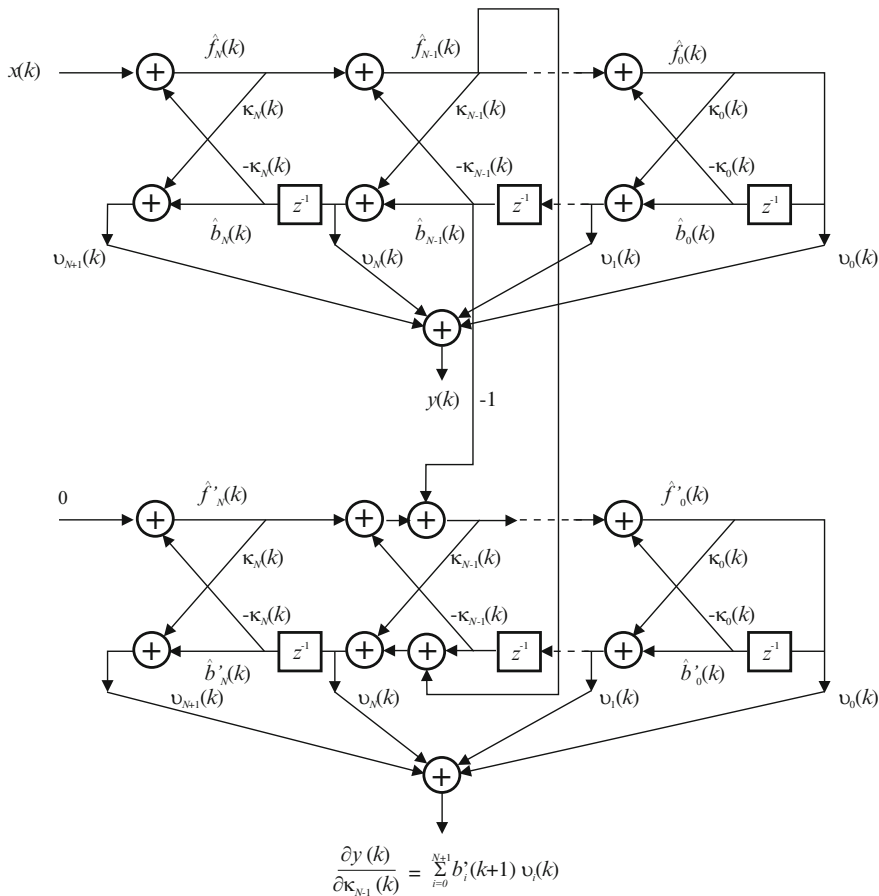 x(k)
+ f̂_N(k) + f̂_{N-1}(k) + f̂_0(k)
κ_N(k) κ_{N-1}(k) κ_0(k)
-κ_N(k) -κ_{N-1}(k) -κ_0(k)
+ z⁻¹ + z⁻¹ + z⁻¹
b̂_N(k) b̂_{N-1}(k) b̂_0(k)
υ_{N+1}(k) υ_N(k) υ_1(k) υ_0(k)
+
y(k) -1
0
+ f̂'_N(k) + + + f̂'_0(k)
κ_N(k) κ_{N-1}(k) κ_0(k)
-κ_N(k) -κ_{N-1}(k) -κ_0(k)
+ z⁻¹ + + z⁻¹ + z⁻¹
b̂'_N(k) b̂'_0(k)
υ_{N+1}(k) υ_N(k) υ_1(k) υ_0(k)
+
∂y(k)/∂κ_{N-1}(k) = Σ_{i=0}^{N+1} b̂'_i(k+1) υ_i(k)